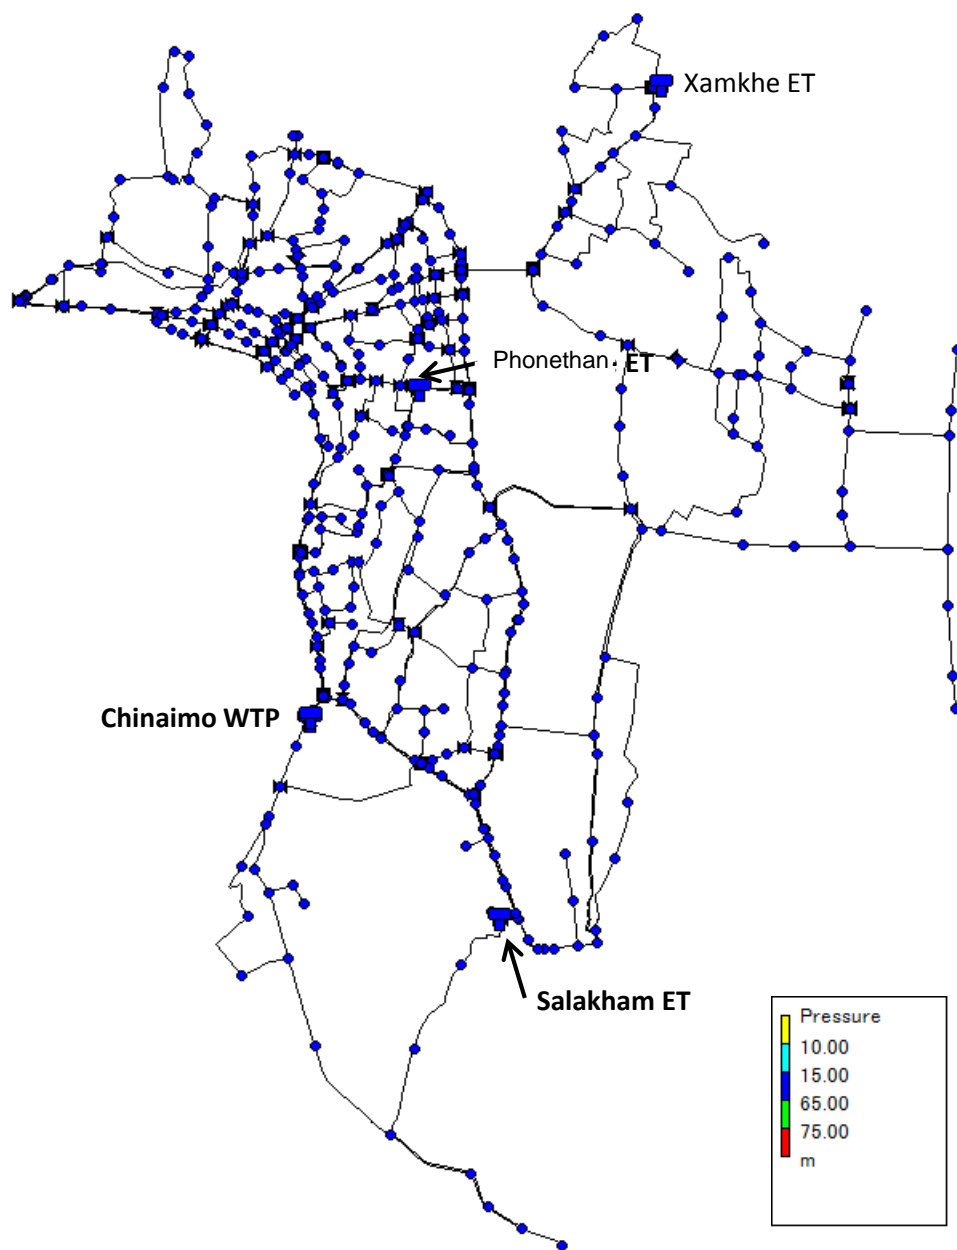 Xamkhe ET
Phonethan· ET
Chinaimo WTP
Salakham ET
Pressure
10.00
15.00
65.00
75.00
m